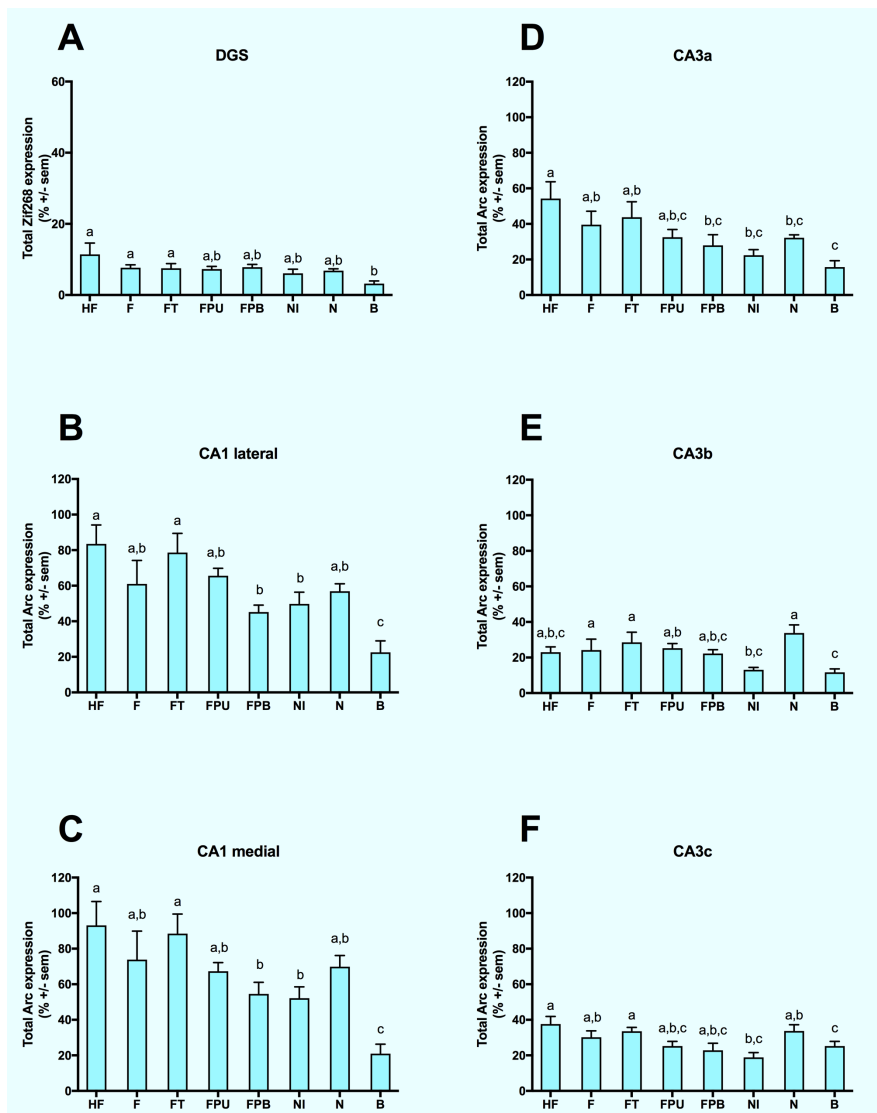 A
DGS
Total Zif268 expression
(% +/- sem)
60
40
20
0
a
a
a
a,b
a,b
a,b
a,b
b
HF F FT FPU FPB NI N B
D
CA3a
Total Arc expression
(% +/- sem)
120
100
80
60
40
20
0
a
a,b
a,b
a,b,c
b,c
b,c
b,c
c
HF F FT FPU FPB NI N B
B
CA1 lateral
Total Arc expression
(% +/- sem)
120
100
80
60
40
20
0
a
a,b
a
a,b
b
b
a,b
c
HF F FT FPU FPB NI N B
E
CA3b
Total Arc expression
(% +/- sem)
120
100
80
60
40
20
0
a,b,c
a
a
a,b
a,b,c
b,c
a
c
HF F FT FPU FPB NI N B
C
CA1 medial
Total Arc expression
(% +/- sem)
120
100
80
60
40
20
0
a
a,b
a
a,b
b
b
a,b
c
HF F FT FPU FPB NI N B
F
CA3c
Total Arc expression
(% +/- sem)
120
100
80
60
40
20
0
a
a,b
a
a,b,c
a,b,c
b,c
a,b
c
HF F FT FPU FPB NI N B